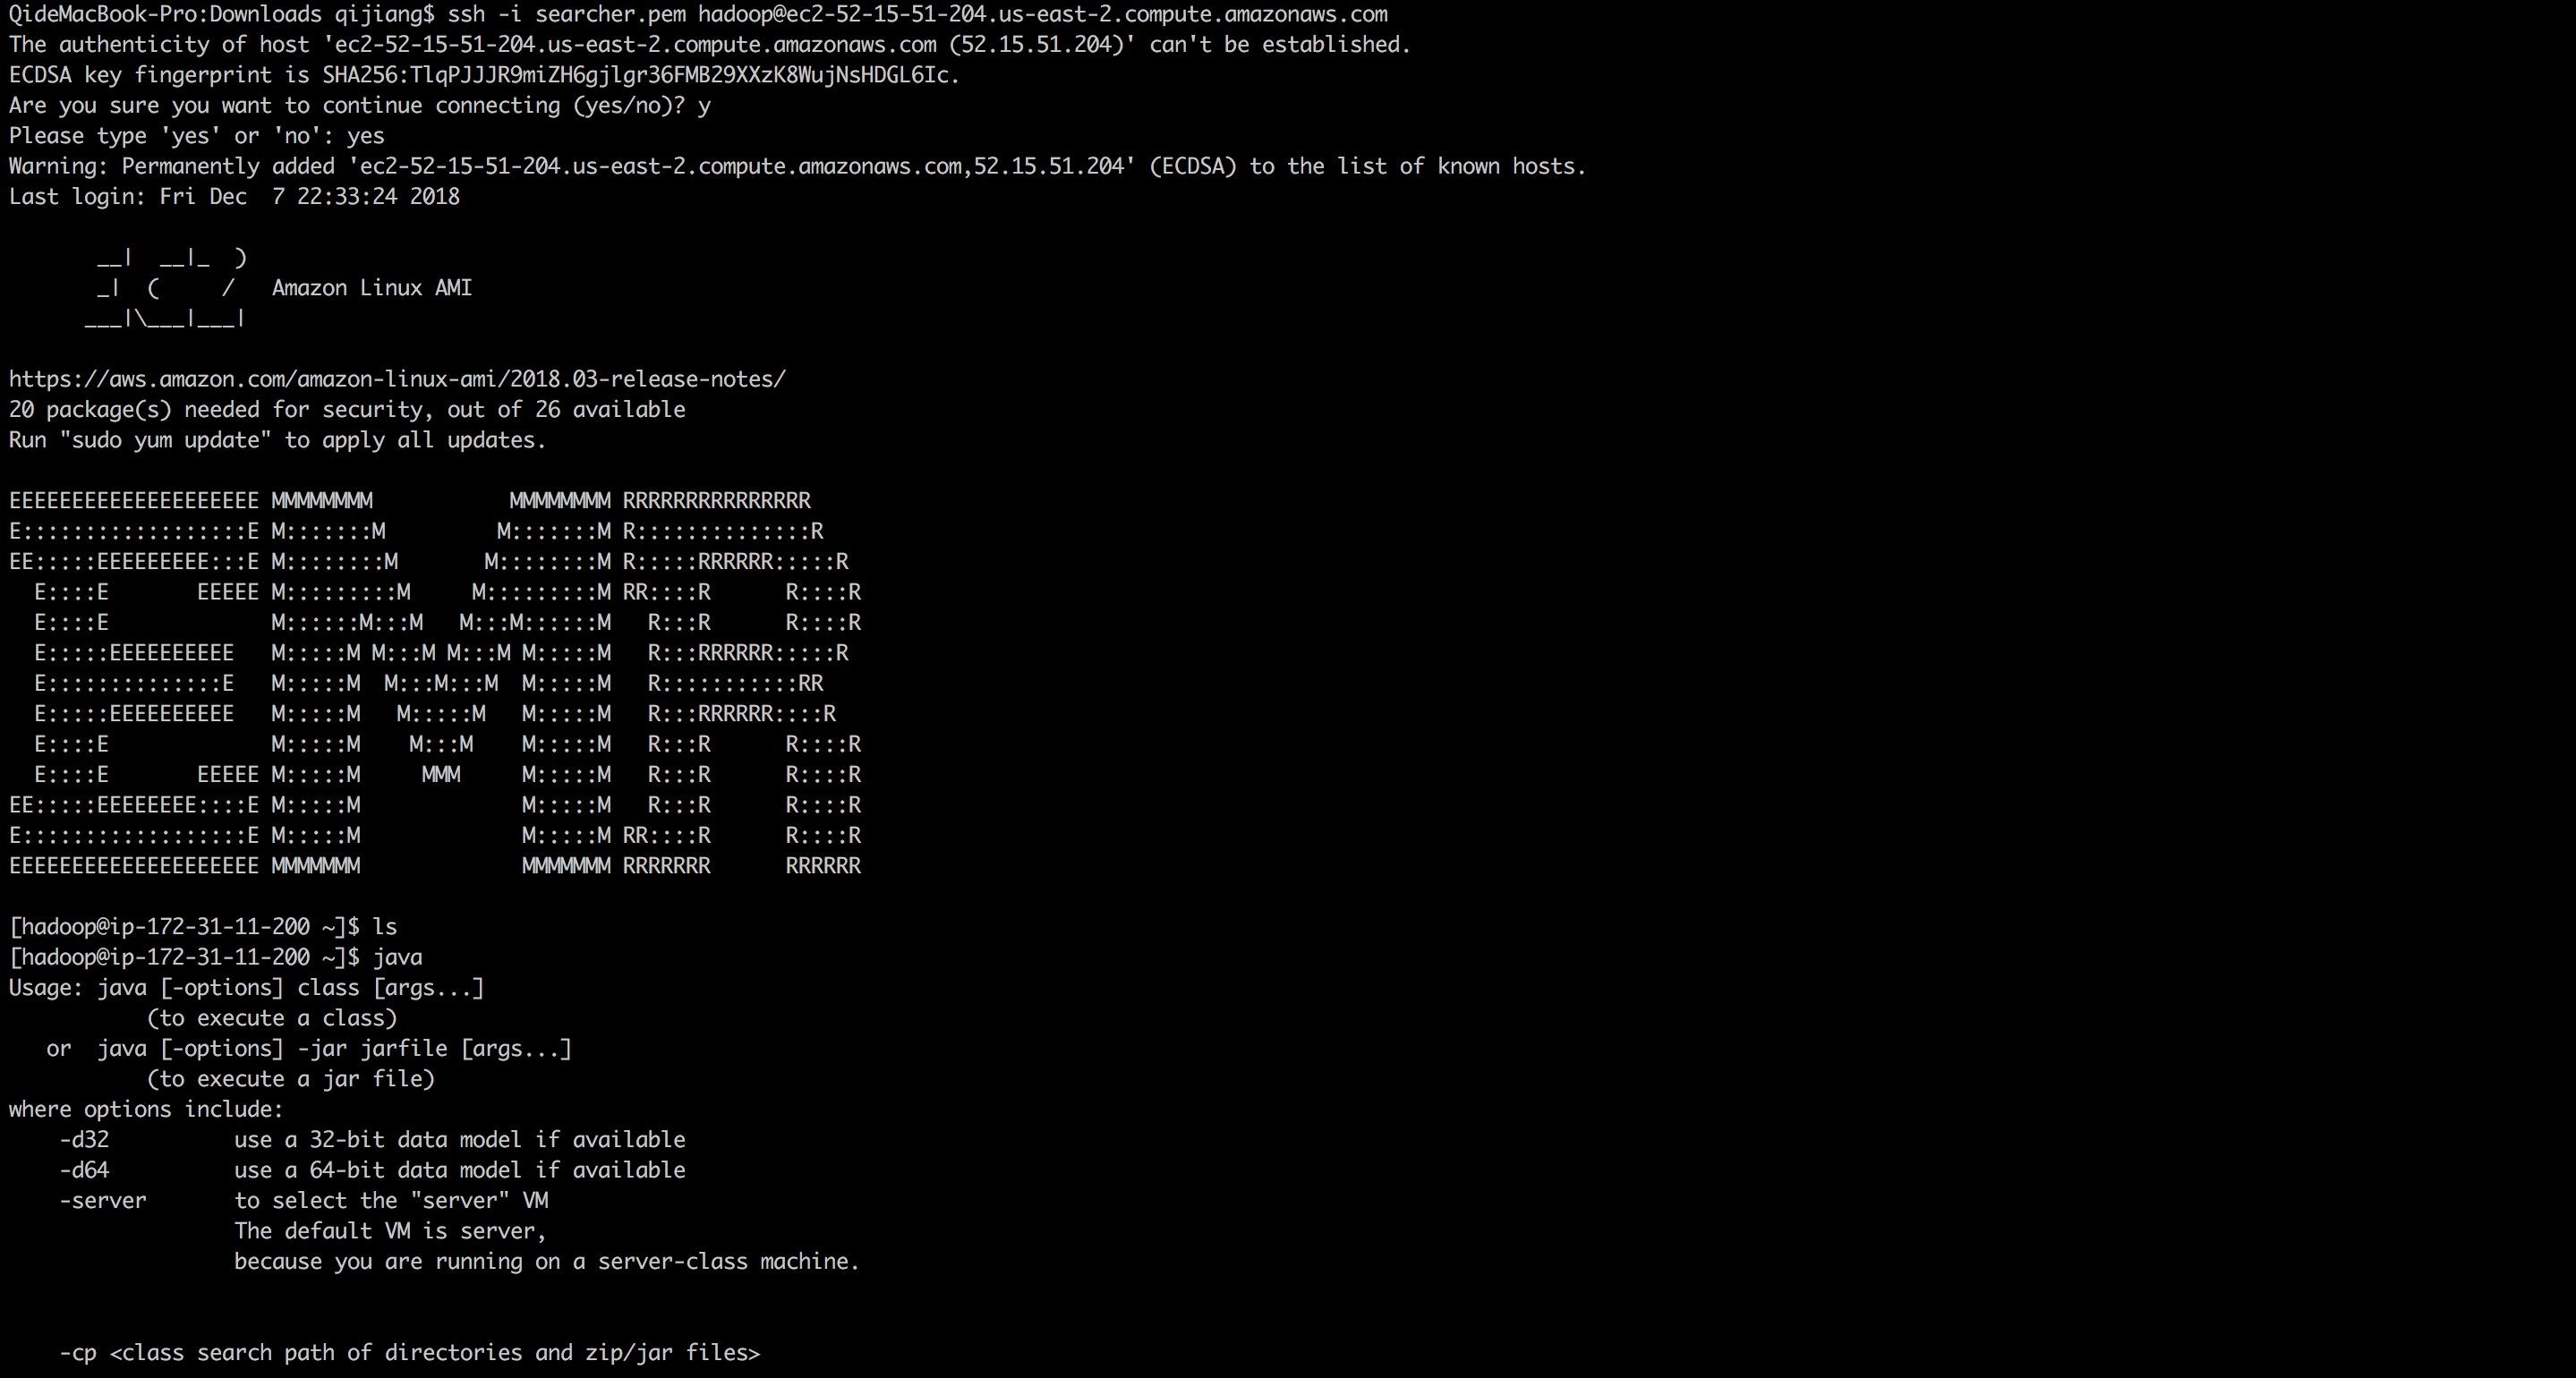 QideMacBook-Pro:Downloads qijiang$ ssh -i searcher.pem hadoop@ec2-52-15-51-204.us-east-2.compute.amazonaws.com
The authenticity of host 'ec2-52-15-51-204.us-east-2.compute.amazonaws.com (52.15.51.204)' can't be established.
ECDSA key fingerprint is SHA256:TlqPJJJR9miZH6gjlgr36FMB29XXzK8WujNsHDGL6Ic.
Are you sure you want to continue connecting (yes/no)? y
Please type 'yes' or 'no': yes
Warning: Permanently added 'ec2-52-15-51-204.us-east-2.compute.amazonaws.com,52.15.51.204' (ECDSA) to the list of known hosts.
Last login: Fri Dec  7 22:33:24 2018

       __|  __|_  )
       _|  (     /   Amazon Linux AMI
      ___|\___|___|

https://aws.amazon.com/amazon-linux-ami/2018.03-release-notes/
20 package(s) needed for security, out of 26 available
Run "sudo yum update" to apply all updates.

EEEEEEEEEEEEEEEEEEEE MMMMMMMM           MMMMMMMM RRRRRRRRRRRRRRR
E::::::::::::::::::E M:::::::M         M:::::::M R::::::::::::::R
EE:::::EEEEEEEEE:::E M::::::::M       M::::::::M R:::::RRRRRR:::::R
  E::::E       EEEEE M:::::::::M     M:::::::::M RR::::R      R::::R
  E::::E             M::::::M:::M   M:::M::::::M   R:::R      R::::R
  E:::::EEEEEEEEEE   M:::::M M:::M M:::M M:::::M   R:::RRRRRR:::::R
  E::::::::::::::E   M:::::M  M:::M:::M  M:::::M   R:::::::::::RR
  E:::::EEEEEEEEEE   M:::::M   M:::::M   M:::::M   R:::RRRRRR::::R
  E::::E             M:::::M    M:::M    M:::::M   R:::R      R::::R
  E::::E       EEEEE M:::::M     MMM     M:::::M   R:::R      R::::R
EE:::::EEEEEEEE::::E M:::::M             M:::::M   R:::R      R::::R
E::::::::::::::::::E M:::::M             M:::::M RR::::R      R::::R
EEEEEEEEEEEEEEEEEEEE MMMMMMM             MMMMMMM RRRRRRR      RRRRRR

[hadoop@ip-172-31-11-200 ~]$ ls
[hadoop@ip-172-31-11-200 ~]$ java
Usage: java [-options] class [args...]
           (to execute a class)
   or  java [-options] -jar jarfile [args...]
           (to execute a jar file)
where options include:
    -d32          use a 32-bit data model if available
    -d64          use a 64-bit data model if available
    -server       to select the "server" VM
                  The default VM is server,
                  because you are running on a server-class machine.


    -cp <class search path of directories and zip/jar files>